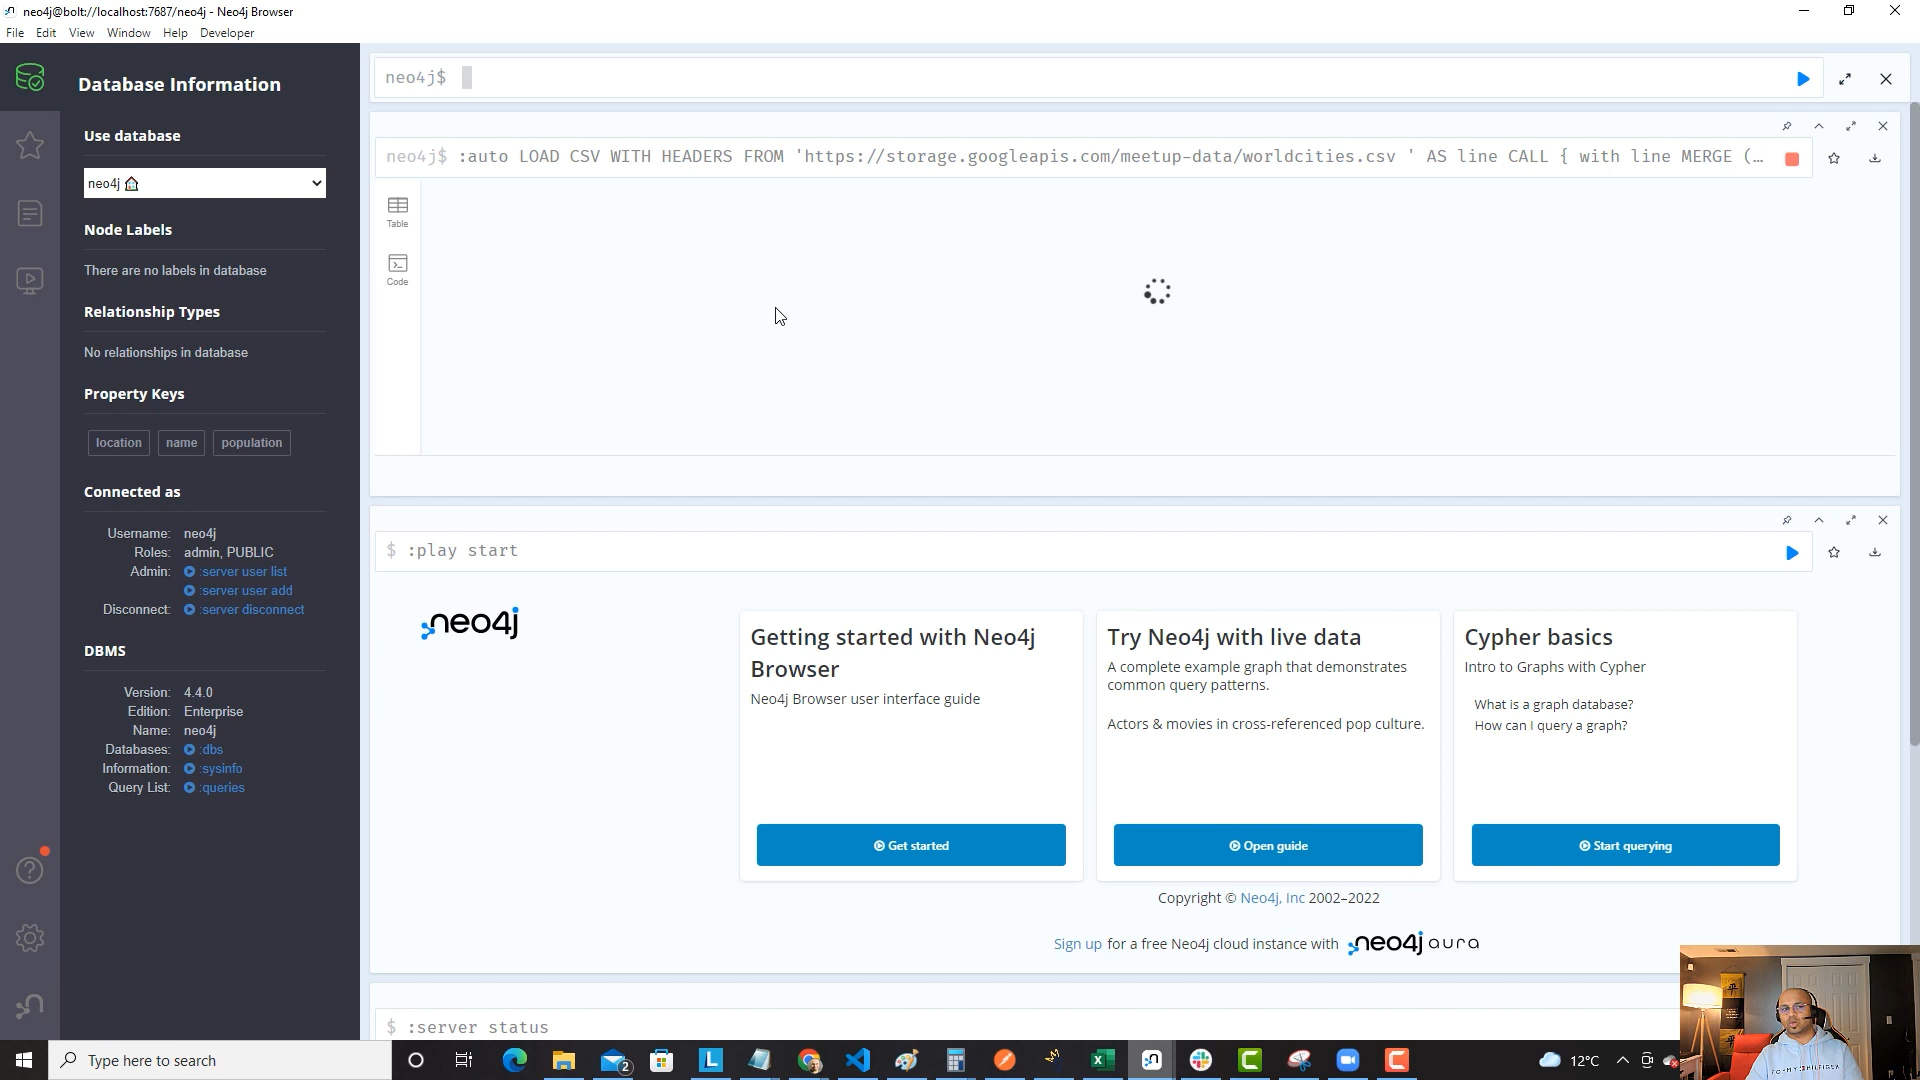 neo4j@bolt://localhost:7687/neo4j - Neo4j Browser
File Edit View Window Help Developer
Database Information
Use database
neo4j
Node Labels
There are no labels in database
Relationship Types
No relationships in database
Property Keys
location name population
Connected as
Username: neo4j
Roles: admin, PUBLIC
Admin: :server user list
:server user add
Disconnect: :server disconnect
DBMS
Version: 4.4.0
Edition: Enterprise
Name: neo4j
Databases: :dbs
Information: :sysinfo
Query List: :queries
neo4j$
neo4j$ :auto LOAD CSV WITH HEADERS FROM 'https://storage.googleapis.com/meetup-data/worldcities.csv ' AS line CALL { with line MERGE (…
Table
Code
$ :play start
neo4j
Getting started with Neo4j
Browser
Neo4j Browser user interface guide
Get started
Try Neo4j with live data
A complete example graph that demonstrates
common query patterns.
Actors & movies in cross-referenced pop culture.
Open guide
Cypher basics
Intro to Graphs with Cypher
What is a graph database?
How can I query a graph?
Start querying
Copyright © Neo4j, Inc 2002–2022
Sign up for a free Neo4j cloud instance with neo4j aura
$ :server status
Type here to search
2
12°C
TOMMY HILFIGER